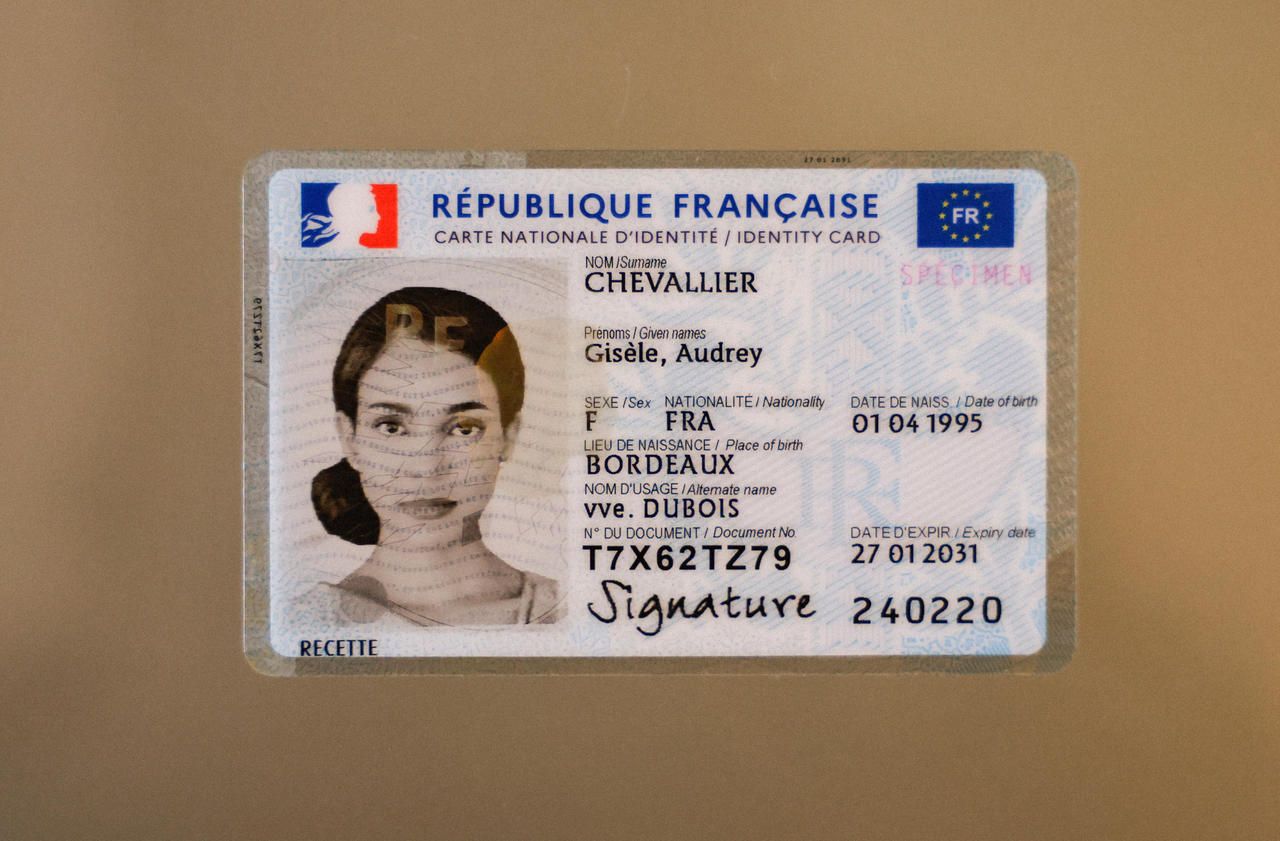 27 01 2031
RÉPUBLIQUE FRANÇAISE
FR
CARTE NATIONALE D'IDENTITÉ / IDENTITY CARD
NOM / Surname
CHEVALLIER
SPECIMEN
Prénoms / Given names
Gisèle, Audrey
RE
SEXE / Sex NATIONALITÉ / Nationality DATE DE NAISS. / Date of birth
F FRA 01 04 1995
LIEU DE NAISSANCE / Place of birth
BORDEAUX
NOM D'USAGE / Alternate name
vve. DUBOIS
RF
N° DU DOCUMENT / Document No. DATE D'EXPIR. / Expiry date
T7X62TZ79 27 01 2031
Signature 240220
RECETTE
T7X62TZ79